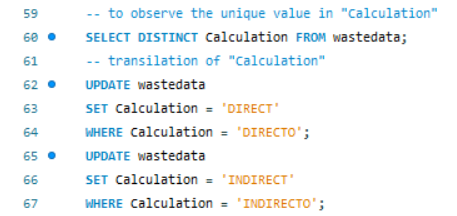 59 -- to observe the unique value in "Calculation"
60 SELECT DISTINCT Calculation FROM wastedata;
61 -- transilation of "Calculation"
62 UPDATE wastedata
63 SET Calculation = 'DIRECT'
64 WHERE Calculation = 'DIRECTO';
65 UPDATE wastedata
66 SET Calculation = 'INDIRECT'
67 WHERE Calculation = 'INDIRECTO';